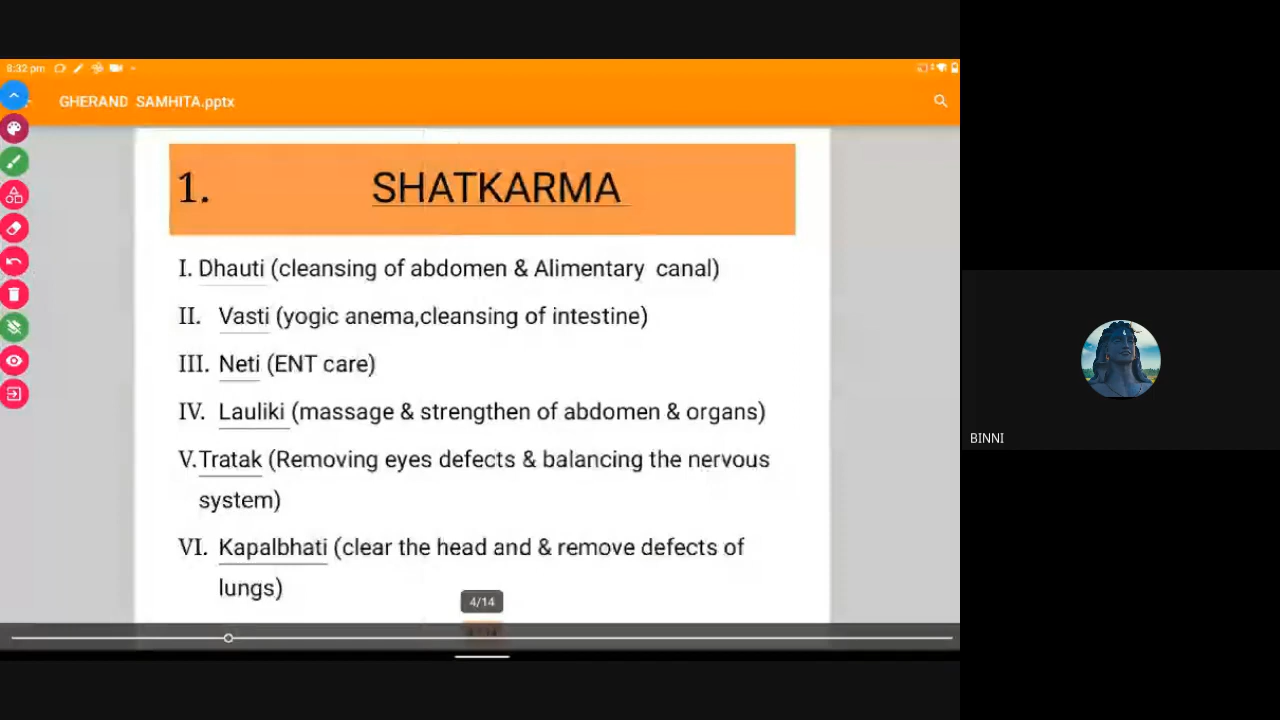 8:32 pm
GHERAND SAMHITA.pptx
1. SHATKARMA
I. Dhauti (cleansing of abdomen & Alimentary canal)
II. Vasti (yogic anema,cleansing of intestine)
III. Neti (ENT care)
IV. Lauliki (massage & strengthen of abdomen & organs)
V.Tratak (Removing eyes defects & balancing the nervous
system)
VI. Kapalbhati (clear the head and & remove defects of
lungs)
4/14
BINNI